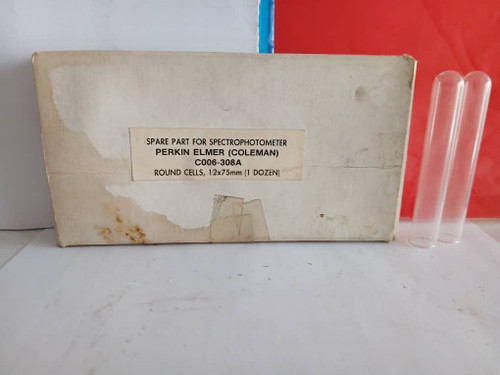 SPARE PART FOR SPECTROPHOTOMETER
PERKIN ELMER (COLEMAN)
C006-308A
ROUND CELLS, 12x75mm (1 DOZEN)